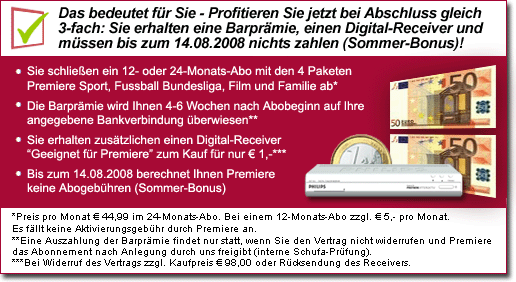 Das bedeutet für Sie - Profitieren Sie jetzt bei Abschluss gleich
3-fach: Sie erhalten eine Barprämie, einen Digital-Receiver und
müssen bis zum 14.08.2008 nichts zahlen (Sommer-Bonus)!
Sie schließen ein 12- oder 24-Monats-Abo mit den 4 Paketen
Premiere Sport, Fussball Bundesliga, Film und Familie ab*
Die Barprämie wird Ihnen 4-6 Wochen nach Abobeginn auf Ihre
angegebene Bankverbindung überwiesen**
Sie erhalten zusätzlichen einen Digital-Receiver
“Geeignet für Premiere” zum Kauf für nur € 1,-***
Bis zum 14.08.2008 berechnet Ihnen Premiere
keine Abogebühren (Sommer-Bonus)
50
50 EURO
50
1
PHILIPS
*Preis pro Monat € 44,99 im 24-Monats-Abo. Bei einem 12-Monats-Abo zzgl. € 5,- pro Monat.
Es fällt keine Aktivierungsgebühr durch Premiere an.
**Eine Auszahlung der Barprämie findet nur statt, wenn Sie den Vertrag nicht widerrufen und Premiere
das Abonnement nach Anlegung durch uns freigibt (interne Schufa-Prüfung).
***Bei Widerruf des Vertrags zzgl. Kaufpreis € 98,00 oder Rücksendung des Receivers.